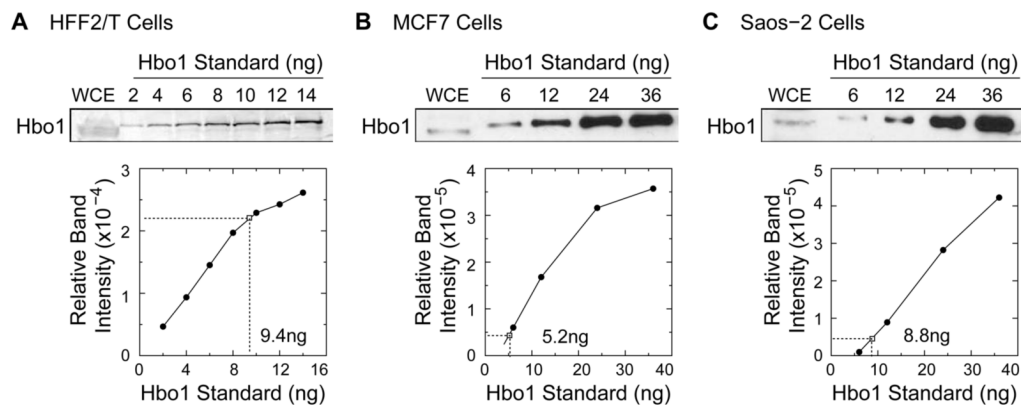 A HFF2/T Cells
Hbo1 Standard (ng)
WCE 2 4 6 8 10 12 14
Hbo1
Relative Band
Intensity (x10⁻⁴)
3
2
1
0
9.4ng
0 4 8 12 16
Hbo1 Standard (ng)
B MCF7 Cells
Hbo1 Standard (ng)
WCE 6 12 24 36
Hbo1
Relative Band
Intensity (x10⁻⁵)
4
3
2
1
0
5.2ng
0 10 20 30 40
Hbo1 Standard (ng)
C Saos−2 Cells
Hbo1 Standard (ng)
WCE 6 12 24 36
Hbo1
Relative Band
Intensity (x10⁻⁵)
5
4
3
2
1
0
8.8ng
0 10 20 30 40
Hbo1 Standard (ng)